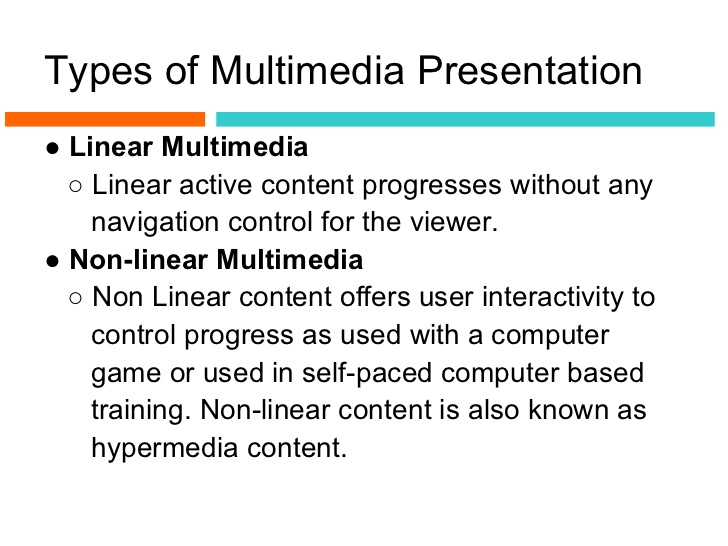 Types of Multimedia Presentation
● Linear Multimedia
○ Linear active content progresses without any
navigation control for the viewer.
● Non-linear Multimedia
○ Non Linear content offers user interactivity to
control progress as used with a computer
game or used in self-paced computer based
training. Non-linear content is also known as
hypermedia content.